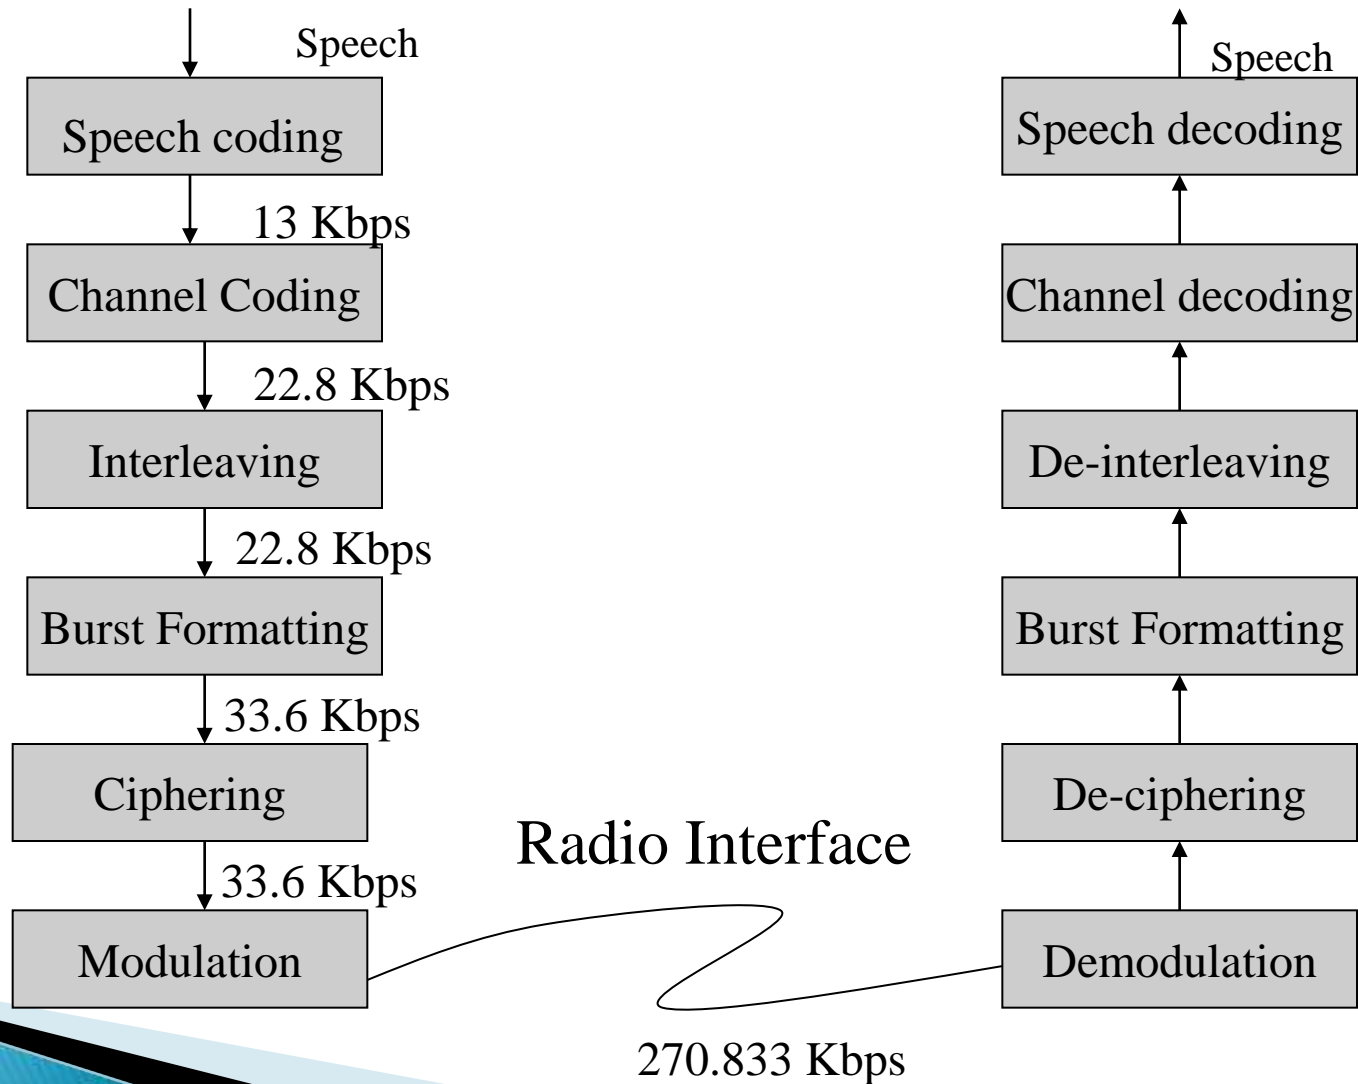 Speech
Speech coding
13 Kbps
Channel Coding
22.8 Kbps
Interleaving
22.8 Kbps
Burst Formatting
33.6 Kbps
Ciphering
33.6 Kbps
Modulation
Radio Interface
270.833 Kbps
Speech
Speech decoding
Channel decoding
De-interleaving
Burst Formatting
De-ciphering
Demodulation